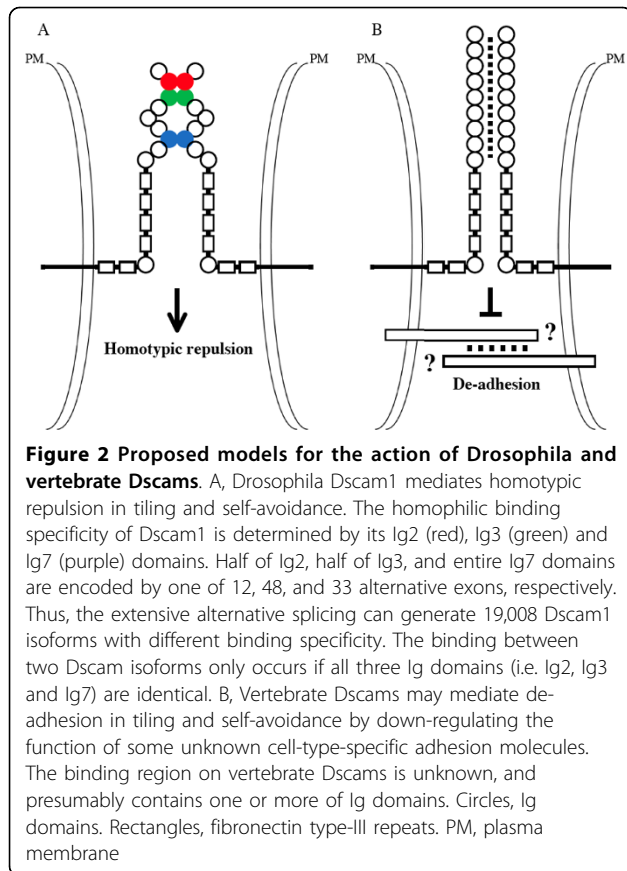 A
B
PM
PM
PM
Homotypic repulsion
?
?
De-adhesion
Figure 2 Proposed models for the action of Drosophila and
vertebrate Dscams. A, Drosophila Dscam1 mediates homotypic
repulsion in tiling and self-avoidance. The homophilic binding
specificity of Dscam1 is determined by its Ig2 (red), Ig3 (green) and
Ig7 (purple) domains. Half of Ig2, half of Ig3, and entire Ig7 domains
are encoded by one of 12, 48, and 33 alternative exons, respectively.
Thus, the extensive alternative splicing can generate 19,008 Dscam1
isoforms with different binding specificity. The binding between
two Dscam isoforms only occurs if all three Ig domains (i.e. Ig2, Ig3
and Ig7) are identical. B, Vertebrate Dscams may mediate de-
adhesion in tiling and self-avoidance by down-regulating the
function of some unknown cell-type-specific adhesion molecules.
The binding region on vertebrate Dscams is unknown, and
presumably contains one or more of Ig domains. Circles, Ig
domains. Rectangles, fibronectin type-III repeats. PM, plasma
membrane